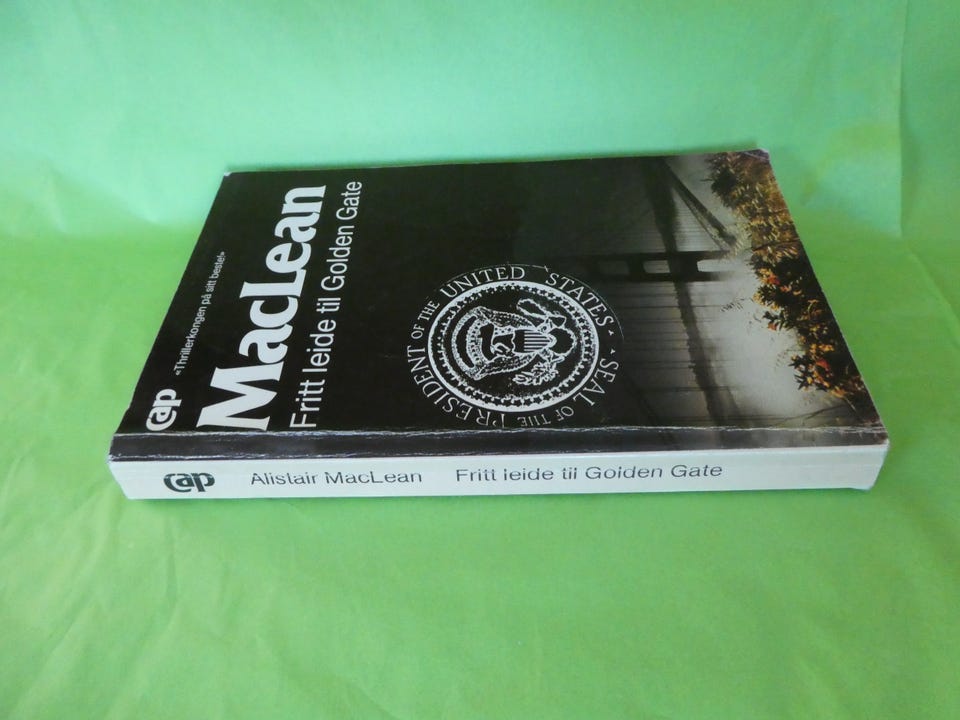 cap
«Thrillerkongen på sitt beste!»
MacLean
Fritt leide til Golden Gate
SEAL OF THE PRESIDENT OF THE UNITED STATES
cap Alistair MacLean Fritt leide til Golden Gate